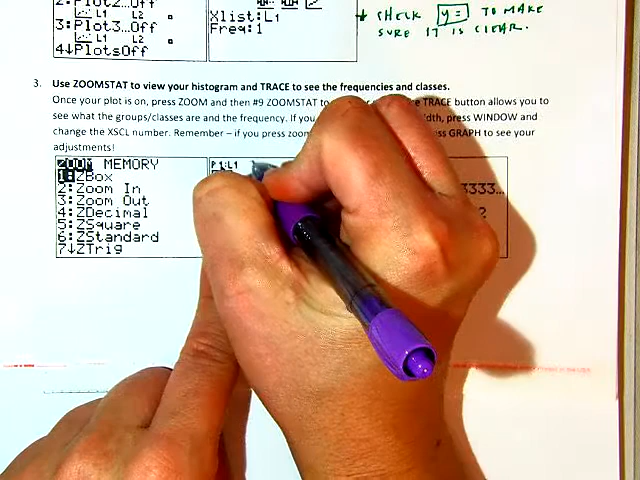 2:Plot2...Off
L1 L2
3:Plot3...Off
L1 L2
4↓PlotsOff
Xlist:L1
Freq:1
CHECK y= TO MAKE
SURE IT IS CLEAR.
3. Use ZOOMSTAT to view your histogram and TRACE to see the frequencies and classes.
Once your plot is on, press ZOOM and then #9 ZOOMSTAT to TRACE button allows you to
see what the groups/classes are and the frequency. If you press WINDOW and
change the XSCL number. Remember – if you press zoom GRAPH to see your
adjustments!
ZOOM MEMORY
1:ZBox
2:Zoom In
3:Zoom Out
4:ZDecimal
5:ZSquare
6:ZStandard
7↓ZTrig
P1:L1
3333...
2